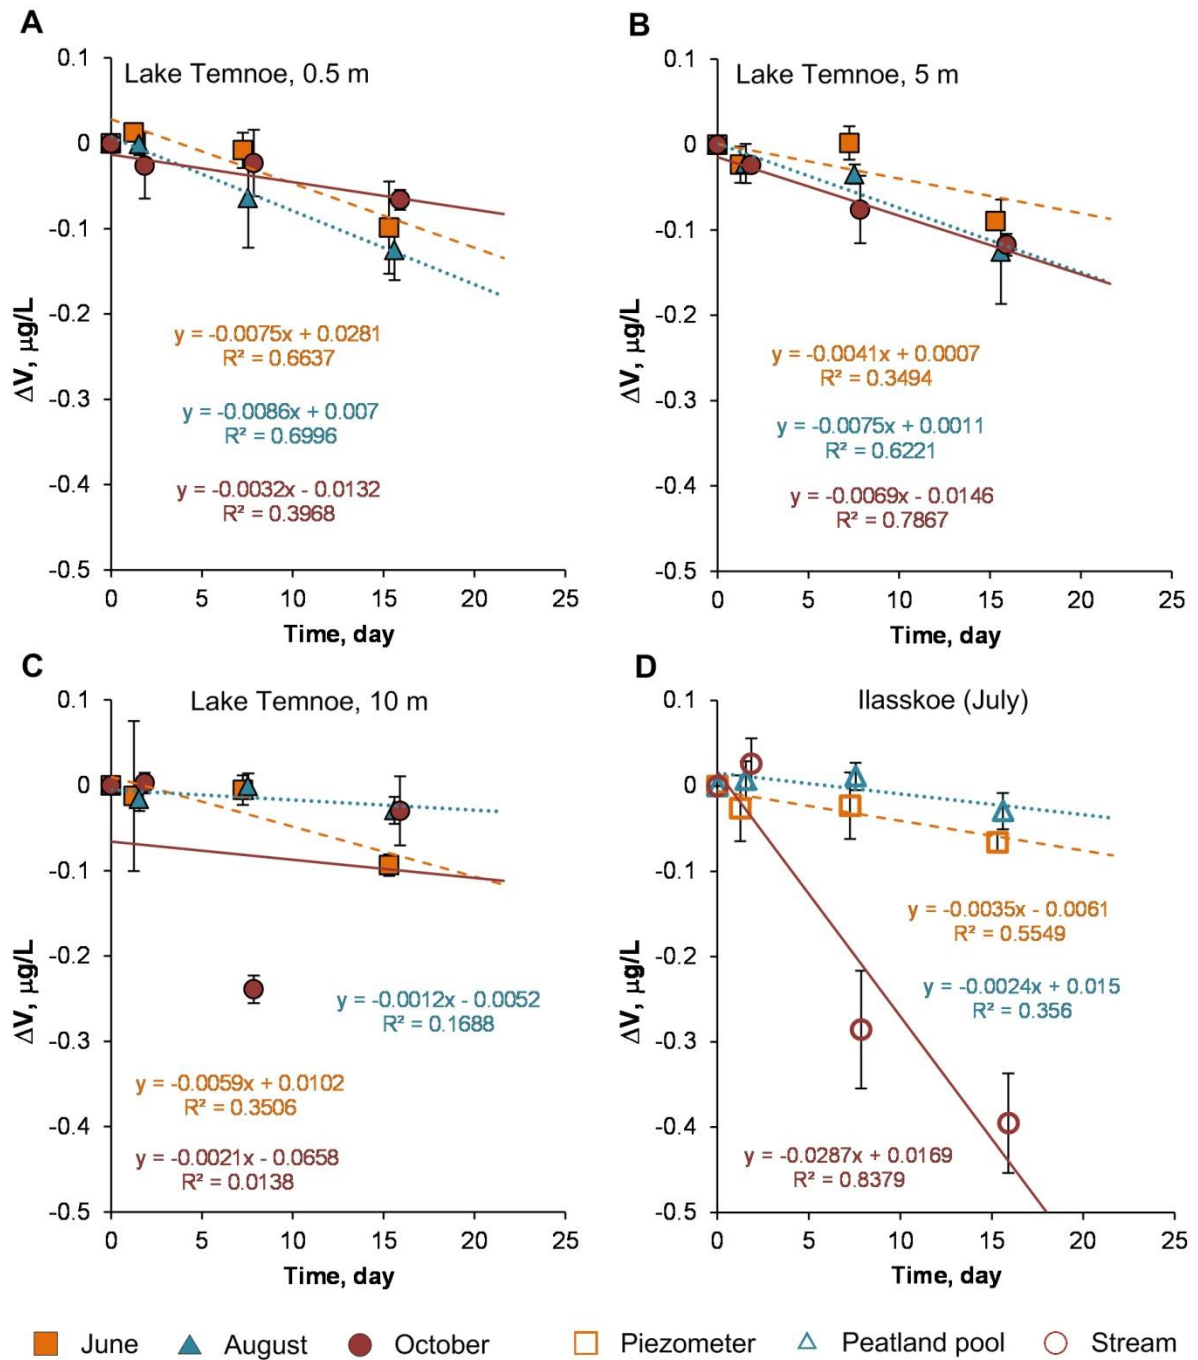 A
Lake Temnoe, 0.5 m
0.1
0
-0.1
-0.2
-0.3
-0.4
-0.5
ΔV, µg/L
y = -0.0075x + 0.0281
R² = 0.6637
y = -0.0086x + 0.007
R² = 0.6996
y = -0.0032x - 0.0132
R² = 0.3968
0 5 10 15 20 25
Time, day
B
Lake Temnoe, 5 m
0.1
0
-0.1
-0.2
-0.3
-0.4
-0.5
ΔV, µg/L
y = -0.0041x + 0.0007
R² = 0.3494
y = -0.0075x + 0.0011
R² = 0.6221
y = -0.0069x - 0.0146
R² = 0.7867
0 5 10 15 20 25
Time, day
C
Lake Temnoe, 10 m
0.1
0
-0.1
-0.2
-0.3
-0.4
-0.5
ΔV, µg/L
y = -0.0012x - 0.0052
R² = 0.1688
y = -0.0059x + 0.0102
R² = 0.3506
y = -0.0021x - 0.0658
R² = 0.0138
0 5 10 15 20 25
Time, day
D
Ilasskoe (July)
0.1
0
-0.1
-0.2
-0.3
-0.4
-0.5
ΔV, µg/L
y = -0.0035x - 0.0061
R² = 0.5549
y = -0.0024x + 0.015
R² = 0.356
y = -0.0287x + 0.0169
R² = 0.8379
0 5 10 15 20 25
Time, day
June August October Piezometer Peatland pool Stream